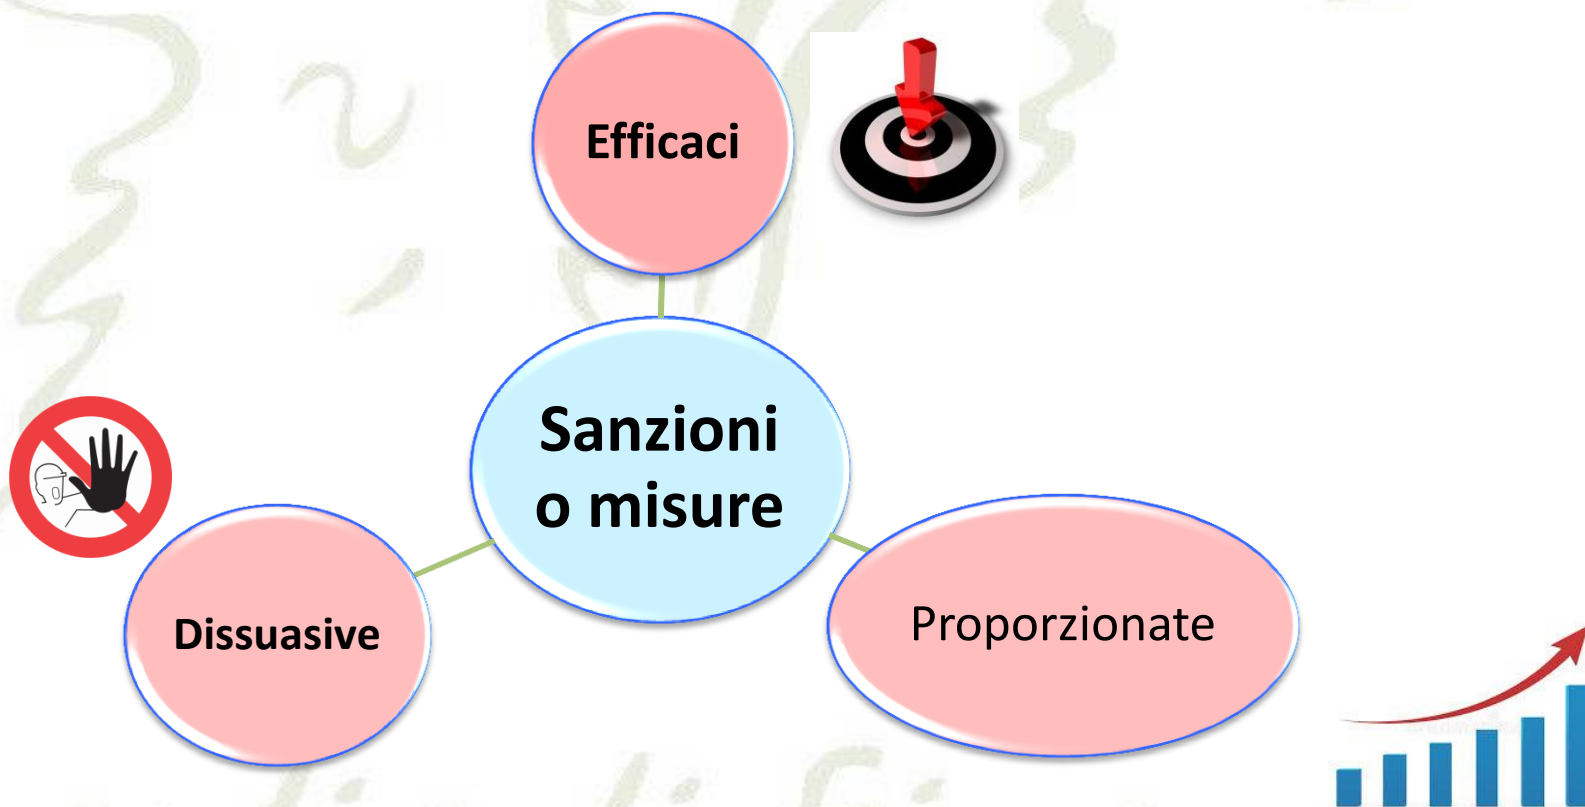 Efficaci
Sanzioni
o misure
Dissuasive
Proporzionate